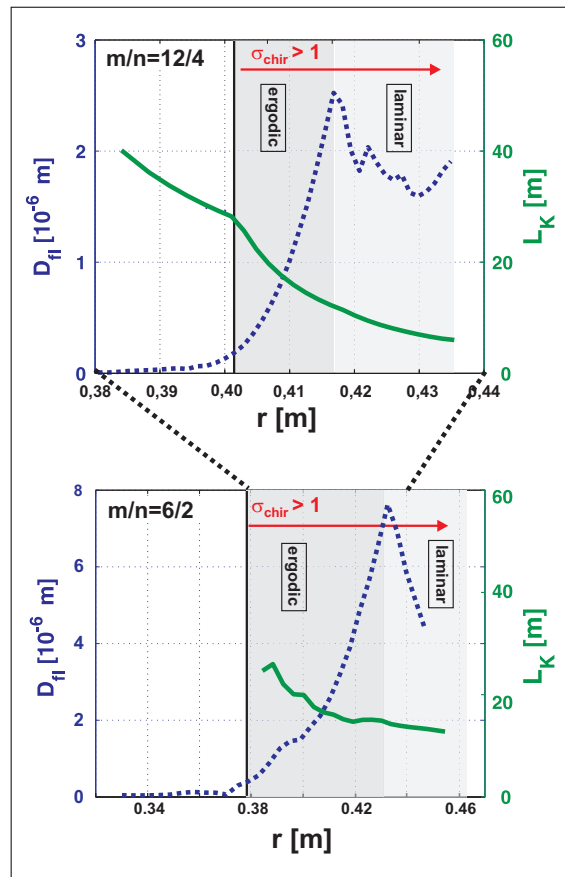 m/n=12/4
σchir > 1
ergodic
laminar
3
2
1
0
Dfl [10-6 m]
60
40
20
0
LK [m]
0,38
0,39
0,40
0,41
0,42
0,43
0,44
r [m]
m/n=6/2
σchir > 1
ergodic
laminar
8
6
4
2
0
Dfl [10-6 m]
60
60
40
20
0
LK [m]
0.34
0.38
0.42
0.46
r [m]